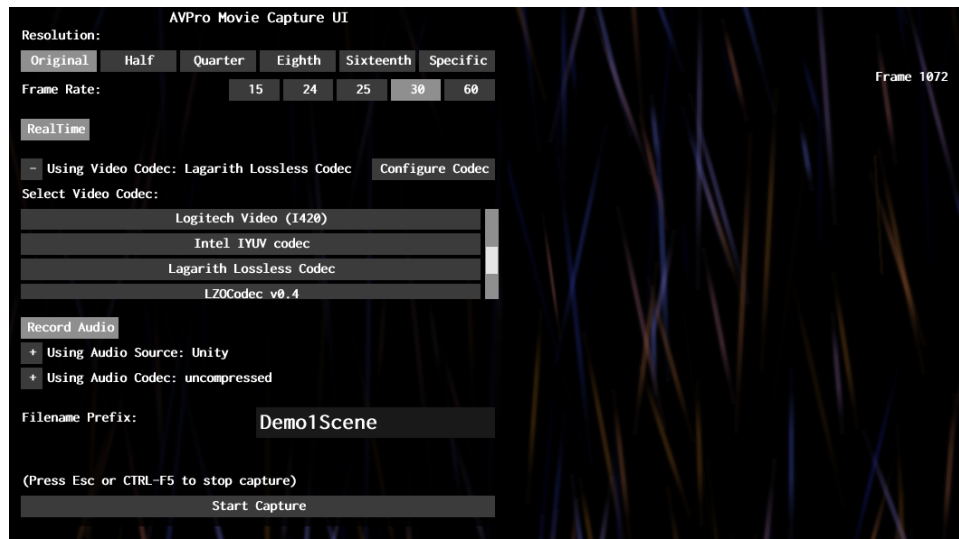 AVPro Movie Capture UI
Resolution:
Original Half Quarter Eighth Sixteenth Specific
Frame 1072
Frame Rate: 15 24 25 30 60
RealTime
- Using Video Codec: Lagarith Lossless Codec Configure Codec
Select Video Codec:
Logitech Video (I420)
Intel IYUV codec
Lagarith Lossless Codec
LZOCodec v0.4
Record Audio
+ Using Audio Source: Unity
+ Using Audio Codec: uncompressed
Filename Prefix: Demo1Scene
(Press Esc or CTRL-F5 to stop capture)
Start Capture